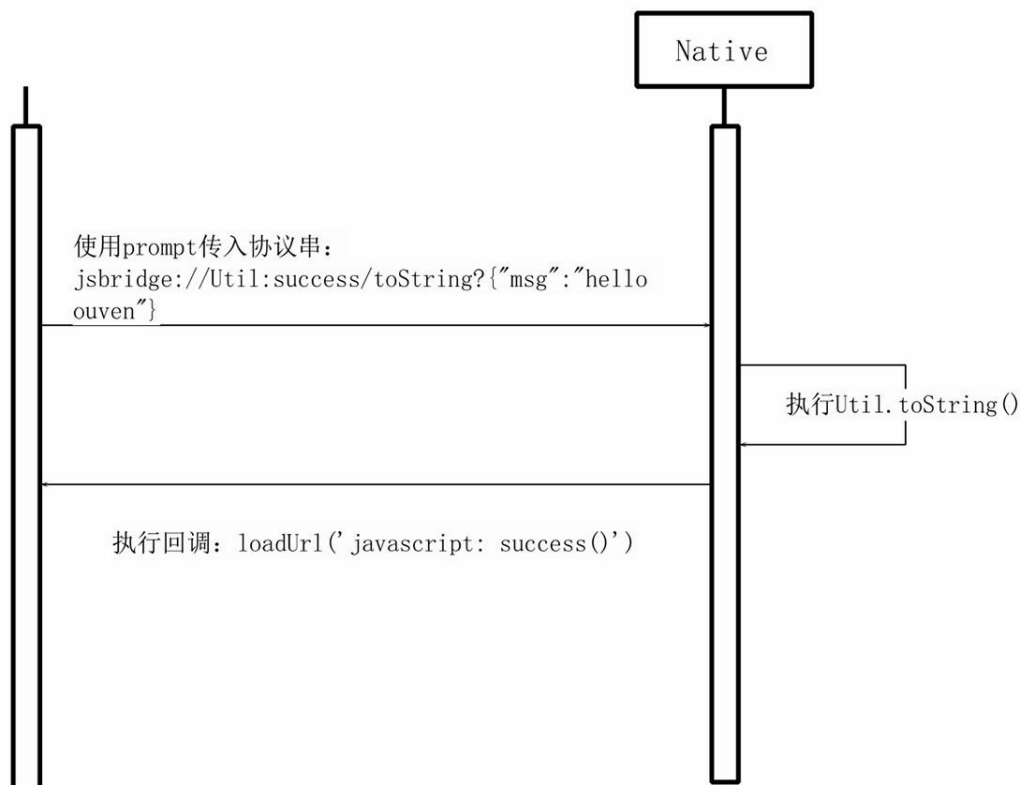 Native
使用prompt传入协议串：
jsbridge://Util:success/toString?{"msg":"hello
ouven"}
执行Util.toString()
执行回调：loadUrl('javascript: success()')